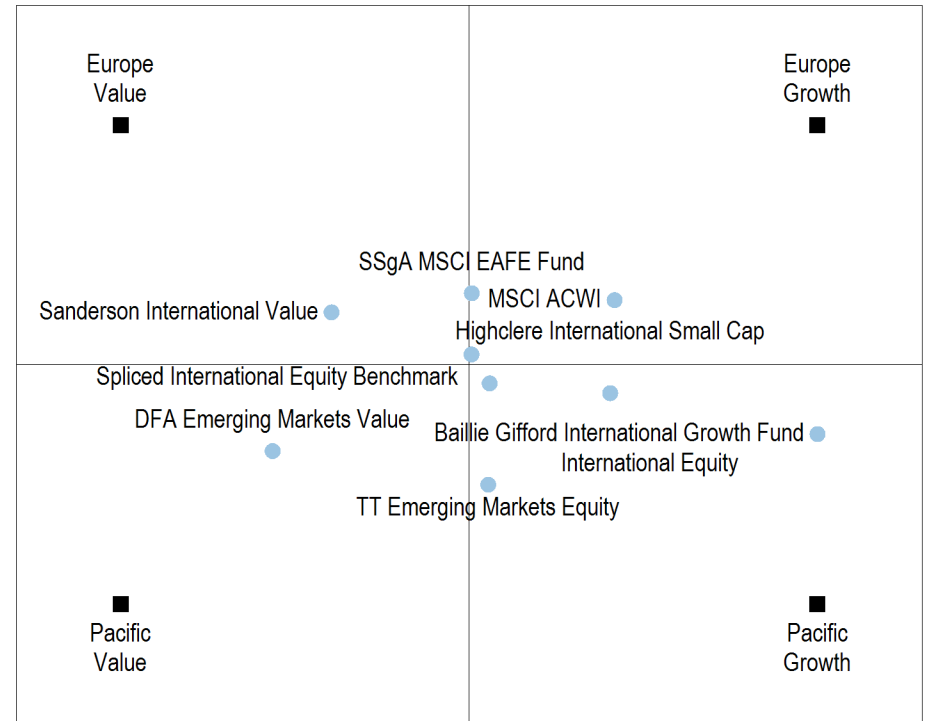 Europe
Value
Europe
Growth
SSgA MSCI EAFE Fund
MSCI ACWI
Sanderson International Value
Highclere International Small Cap
Spliced International Equity Benchmark
DFA Emerging Markets Value
Baillie Gifford International Growth Fund
International Equity
TT Emerging Markets Equity
Pacific
Value
Pacific
Growth